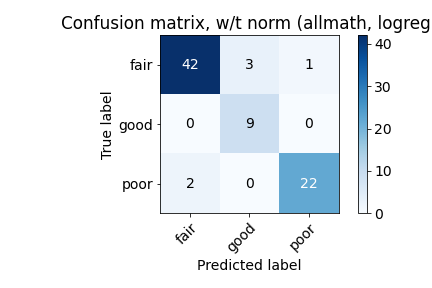 Confusion matrix, w/t norm (allmath, logreg
True label
fair
good
poor
42 3 1
0 9 0
2 0 22
fair good poor
Predicted label
40
30
20
10
0